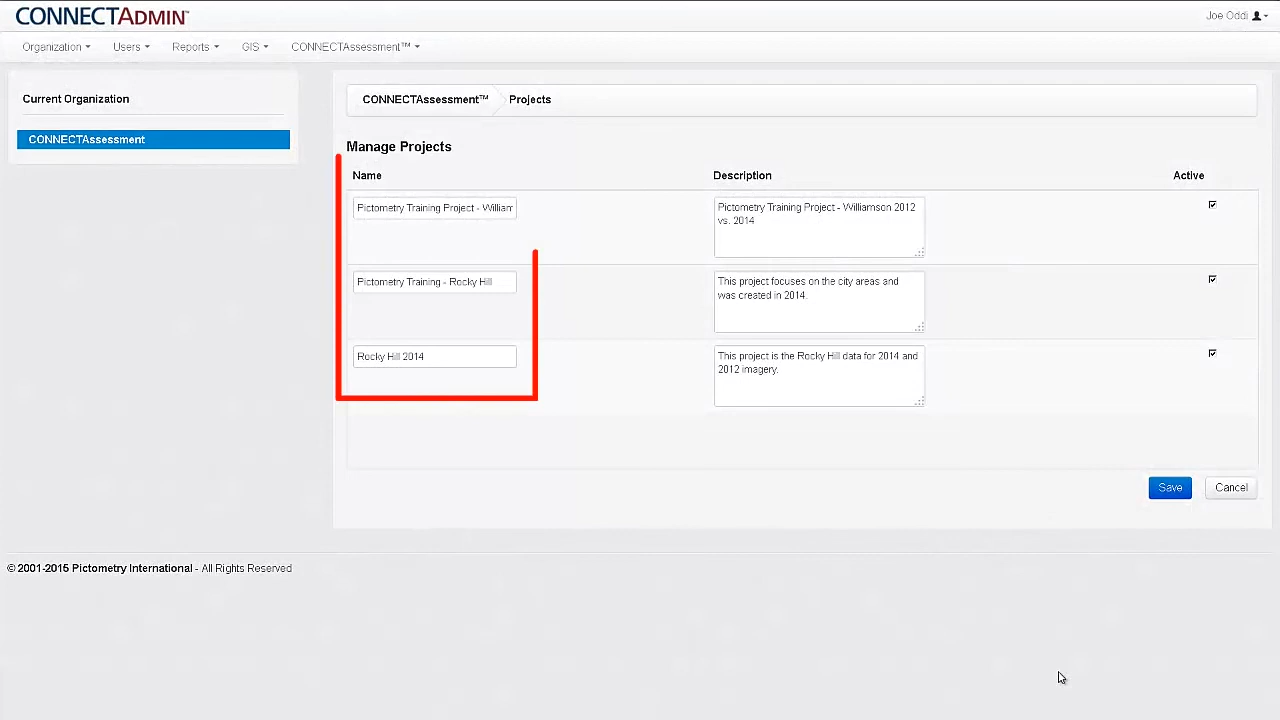 CONNECTADMIN™
Joe Oddi
Organization Users Reports GIS CONNECTAssessment™
Current Organization
CONNECTAssessment
CONNECTAssessment™ Projects
Manage Projects
Name Description Active
Pictometry Training Project - William
Pictometry Training Project - Williamson 2012
vs. 2014
Pictometry Training - Rocky Hill
This project focuses on the city areas and
was created in 2014.
Rocky Hill 2014
This project is the Rocky Hill data for 2014 and
2012 imagery.
Save Cancel
© 2001-2015 Pictometry International - All Rights Reserved